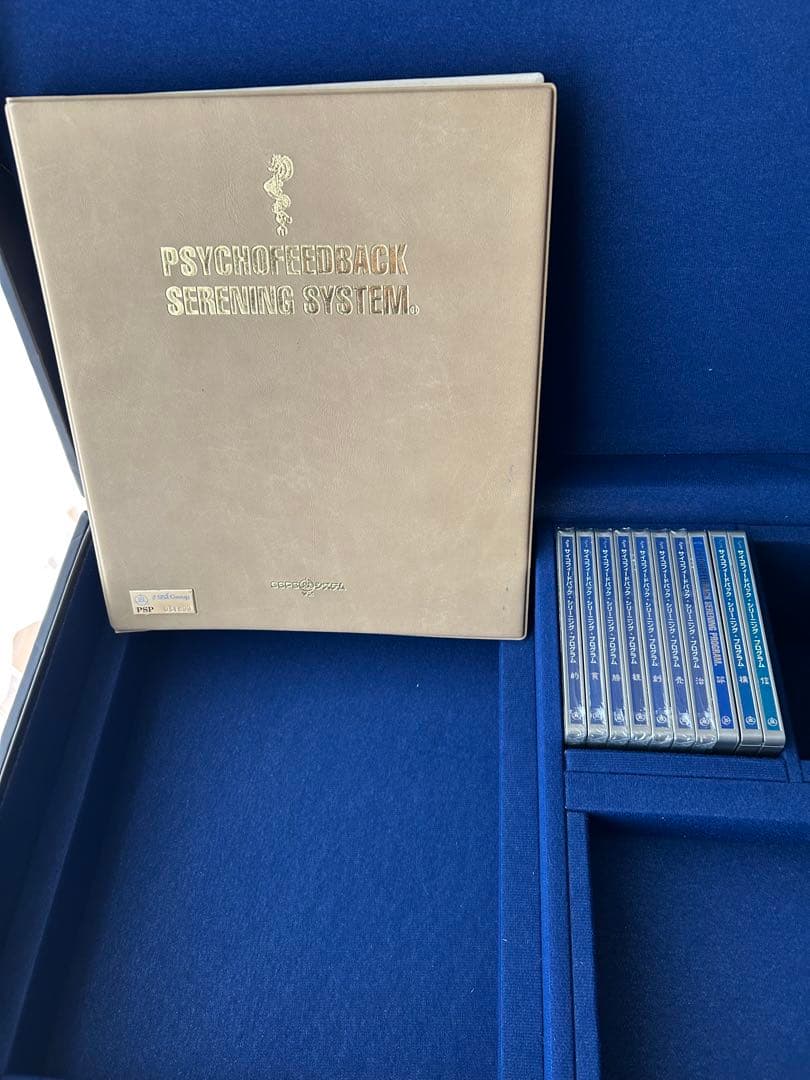 PSYCHOFEEDBACK
SERENING SYSTEM®
PSP
サイコフィードバック・シリーニング・プログラム 約
サイコフィードバック・シリーニング・プログラム 貫
サイコフィードバック・シリーニング・プログラム 勝
サイコフィードバック・シリーニング・プログラム
サイコフィードバック・シリーニング・プログラム 創
サイコフィードバック・シリーニング・プログラム 売
サイコフィードバック・シリーニング・プログラム 治
SERENING PROGRAM.
サイコフィードバック・シリーニング・プログラム 積
サイコフィードバック・シリーニング・プログラム 信